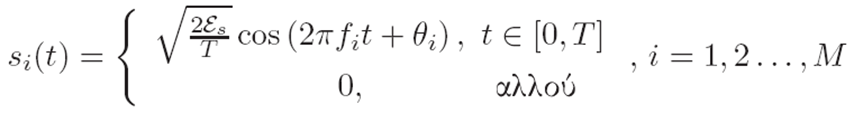 s_i(t) = { √(2ℰ_s/T) cos (2πf_i t + θ_i), t ∈ [0, T]
0, αλλού , i = 1, 2 . . . , M